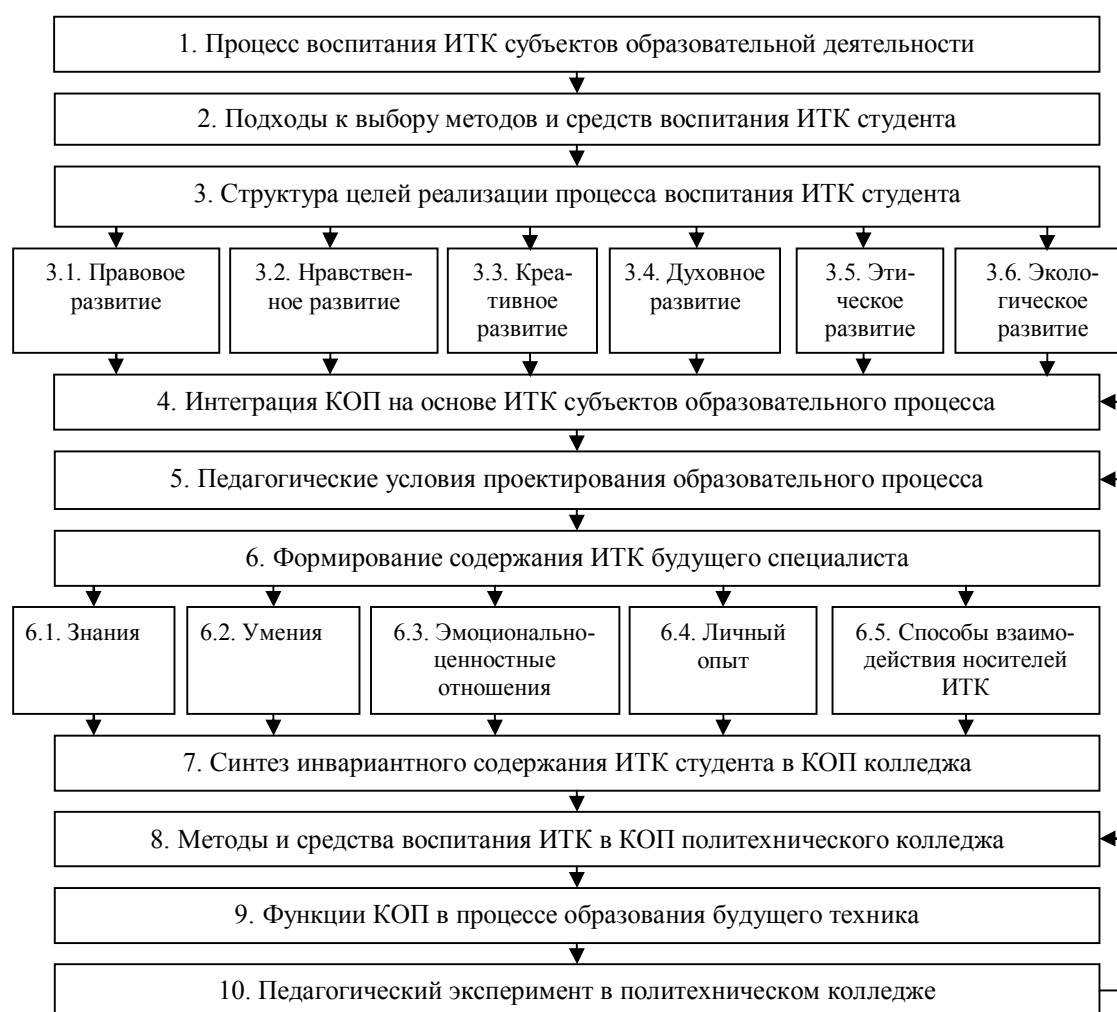 1. Процесс воспитания ИТК субъектов образовательной деятельности
2. Подходы к выбору методов и средств воспитания ИТК студента
3. Структура целей реализации процесса воспитания ИТК студента
3.1. Правовое
развитие
3.2. Нравствен-
ное развитие
3.3. Креа-
тивное
развитие
3.4. Духовное
развитие
3.5. Эти-
ческое
развитие
3.6. Эколо-
гическое
развитие
4. Интеграция КОП на основе ИТК субъектов образовательного процесса
5. Педагогические условия проектирования образовательного процесса
6. Формирование содержания ИТК будущего специалиста
6.1. Знания
6.2. Умения
6.3. Эмоционально-
ценностные
отношения
6.4. Личный
опыт
6.5. Способы взаимо-
действия носителей
ИТК
7. Синтез инвариантного содержания ИТК студента в КОП колледжа
8. Методы и средства воспитания ИТК в КОП политехнического колледжа
9. Функции КОП в процессе образования будущего техника
10. Педагогический эксперимент в политехническом колледже